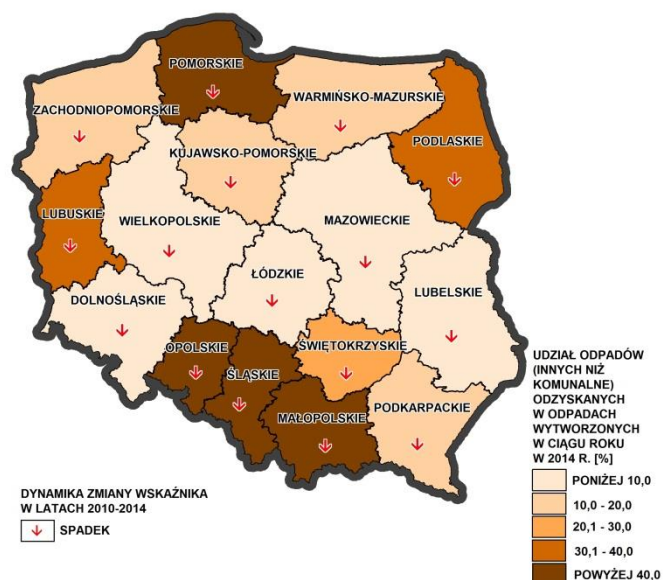 POMORSKIE
ZACHODNIOPOMORSKIE
WARMIŃSKO-MAZURSKIE
PODLASKIE
KUJAWSKO-POMORSKIE
LUBUSKIE
WIELKOPOLSKIE
MAZOWIECKIE
ŁÓDZKIE
LUBELSKIE
DOLNOŚLĄSKIE
OPOLSKIE
ŚLĄSKIE
ŚWIĘTOKRZYSKIE
MAŁOPOLSKIE
PODKARPACKIE
UDZIAŁ ODPADÓW
(INNYCH NIŻ
KOMUNALNE)
ODZYSKANYCH
W ODPADACH
WYTWORZONYCH
W CIĄGU ROKU
W 2014 R. [%]
PONIŻEJ 10,0
10,0 - 20,0
20,1 - 30,0
30,1 - 40,0
POWYŻEJ 40,0
DYNAMIKA ZMIANY WSKAŹNIKA
W LATACH 2010-2014
SPADEK